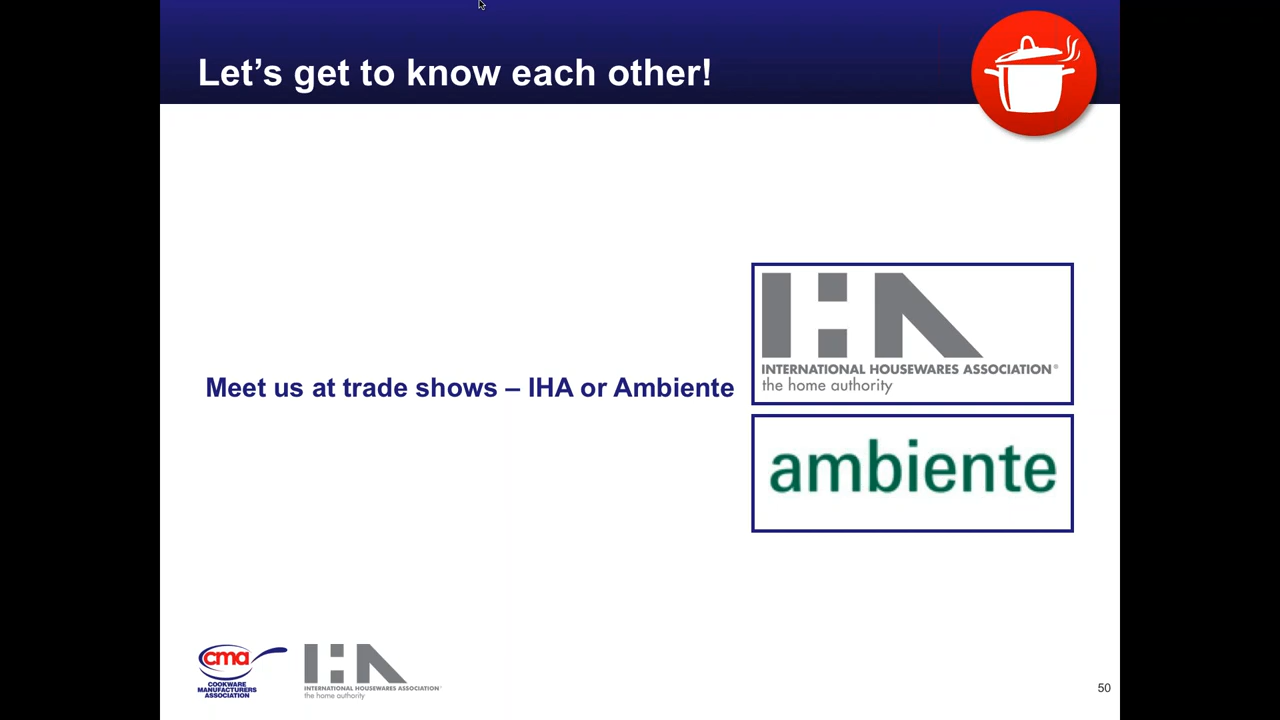 Let's get to know each other!
INTERNATIONAL HOUSEWARES ASSOCIATION®
the home authority
Meet us at trade shows – IHA or Ambiente
ambiente
cma
COOKWARE
MANUFACTURERS
ASSOCIATION
IHA
INTERNATIONAL HOUSEWARES ASSOCIATION®
the home authority
50